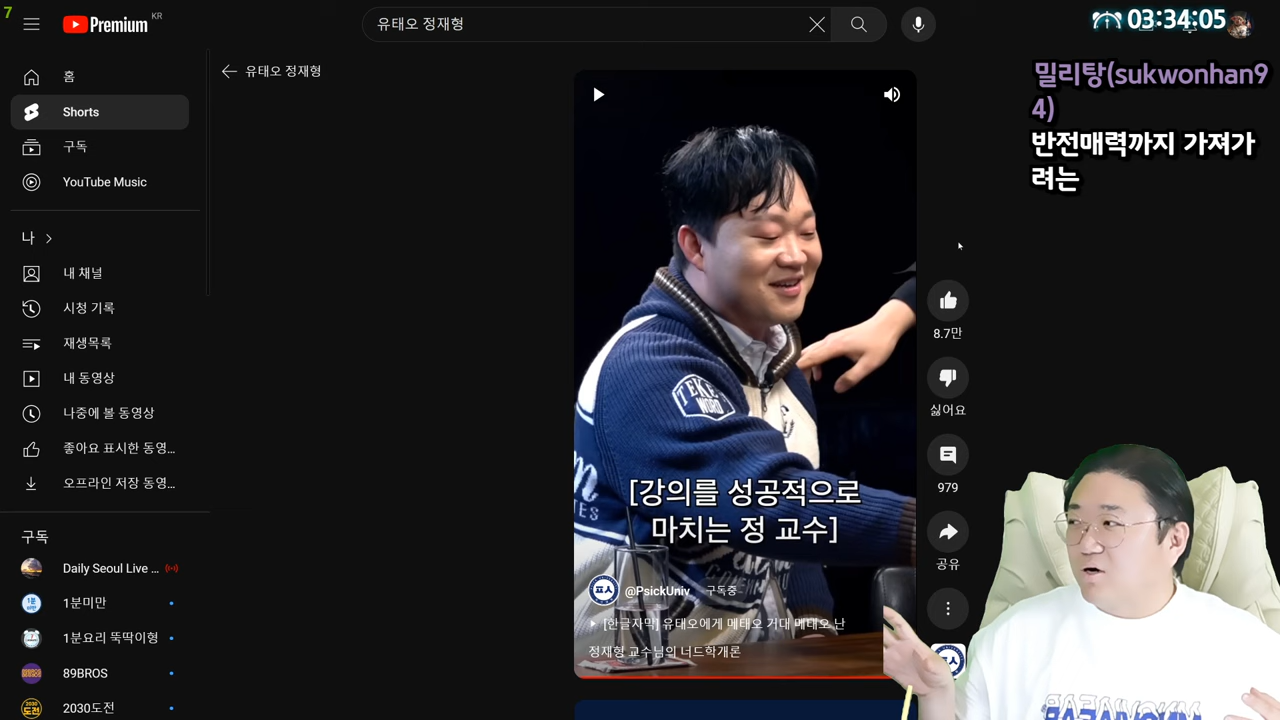 7
Premium KR
유태오 정재형
03:34:05
홈
Shorts
구독
YouTube Music
나
내 채널
시청 기록
재생목록
내 동영상
나중에 볼 동영상
좋아요 표시한 동영...
오프라인 저장 동영...
구독
Daily Seoul Live ...
1분미만
1분요리 뚝딱이형
89BROS
2030도전
유태오 정재형
TEKE
WORD
[강의를 성공적으로
마치는 정 교수]
피식
@PsickUniv 구독중
[한글자막] 유태오에게 메태오 거대 메태오 난
정재형 교수님의 너드학개론
8.7만
싫어요
979
공유
밀리탕(sukwonhan9
4)
반전매력까지 가져가
려는